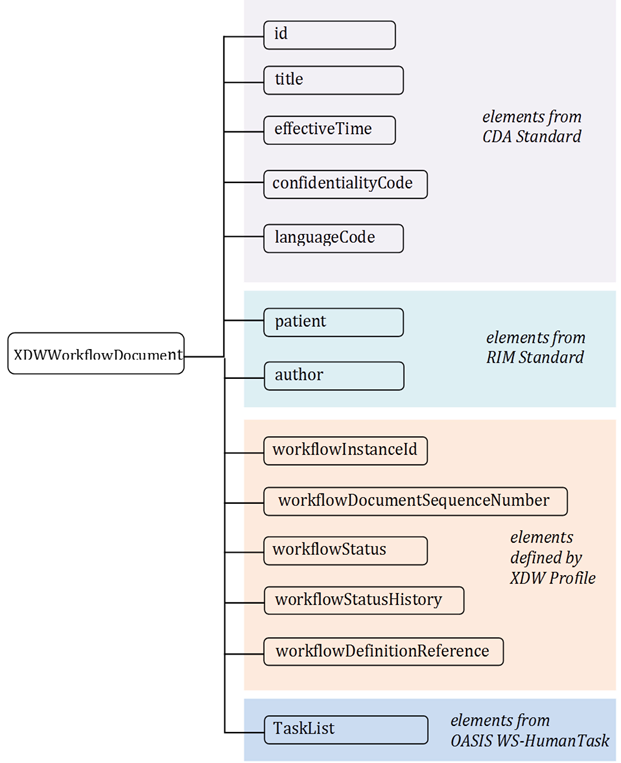 id
title
effectiveTime
elements from
CDA Standard
confidentialityCode
languageCode
patient
elements from
RIM Standard
XDWWorkflowDocument
author
workflowInstanceId
workflowDocumentSequenceNumber
elements
defined by
XDW Profile
workflowStatus
workflowStatusHistory
workflowDefinitionReference
TaskList
elements from
OASIS WS-HumanTask